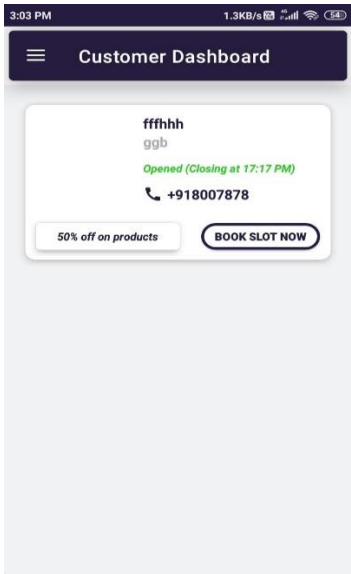 3:03 PM 1.3KB/s 4G 54
Customer Dashboard
fffhhh
ggb
Opened (Closing at 17:17 PM)
+918007878
50% off on products BOOK SLOT NOW